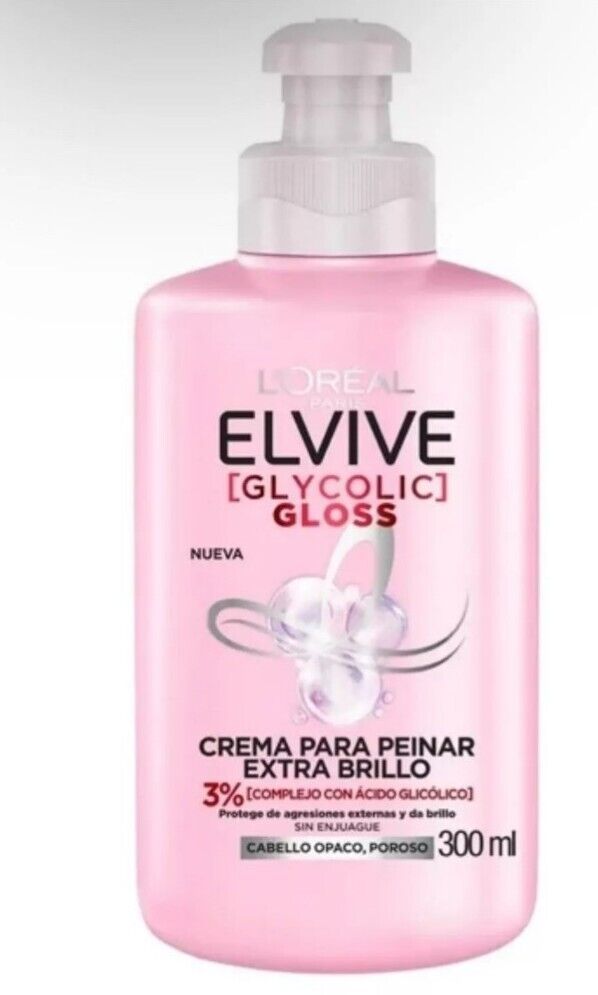 L'ORÉAL
PARIS
ELVIVE
[GLYCOLIC]
GLOSS
NUEVA
CREMA PARA PEINAR
EXTRA BRILLO
3% [COMPLEJO CON ÁCIDO GLICÓLICO]
Protege de agresiones externas y da brillo
SIN ENJUAGUE
CABELLO OPACO, POROSO 300 ml